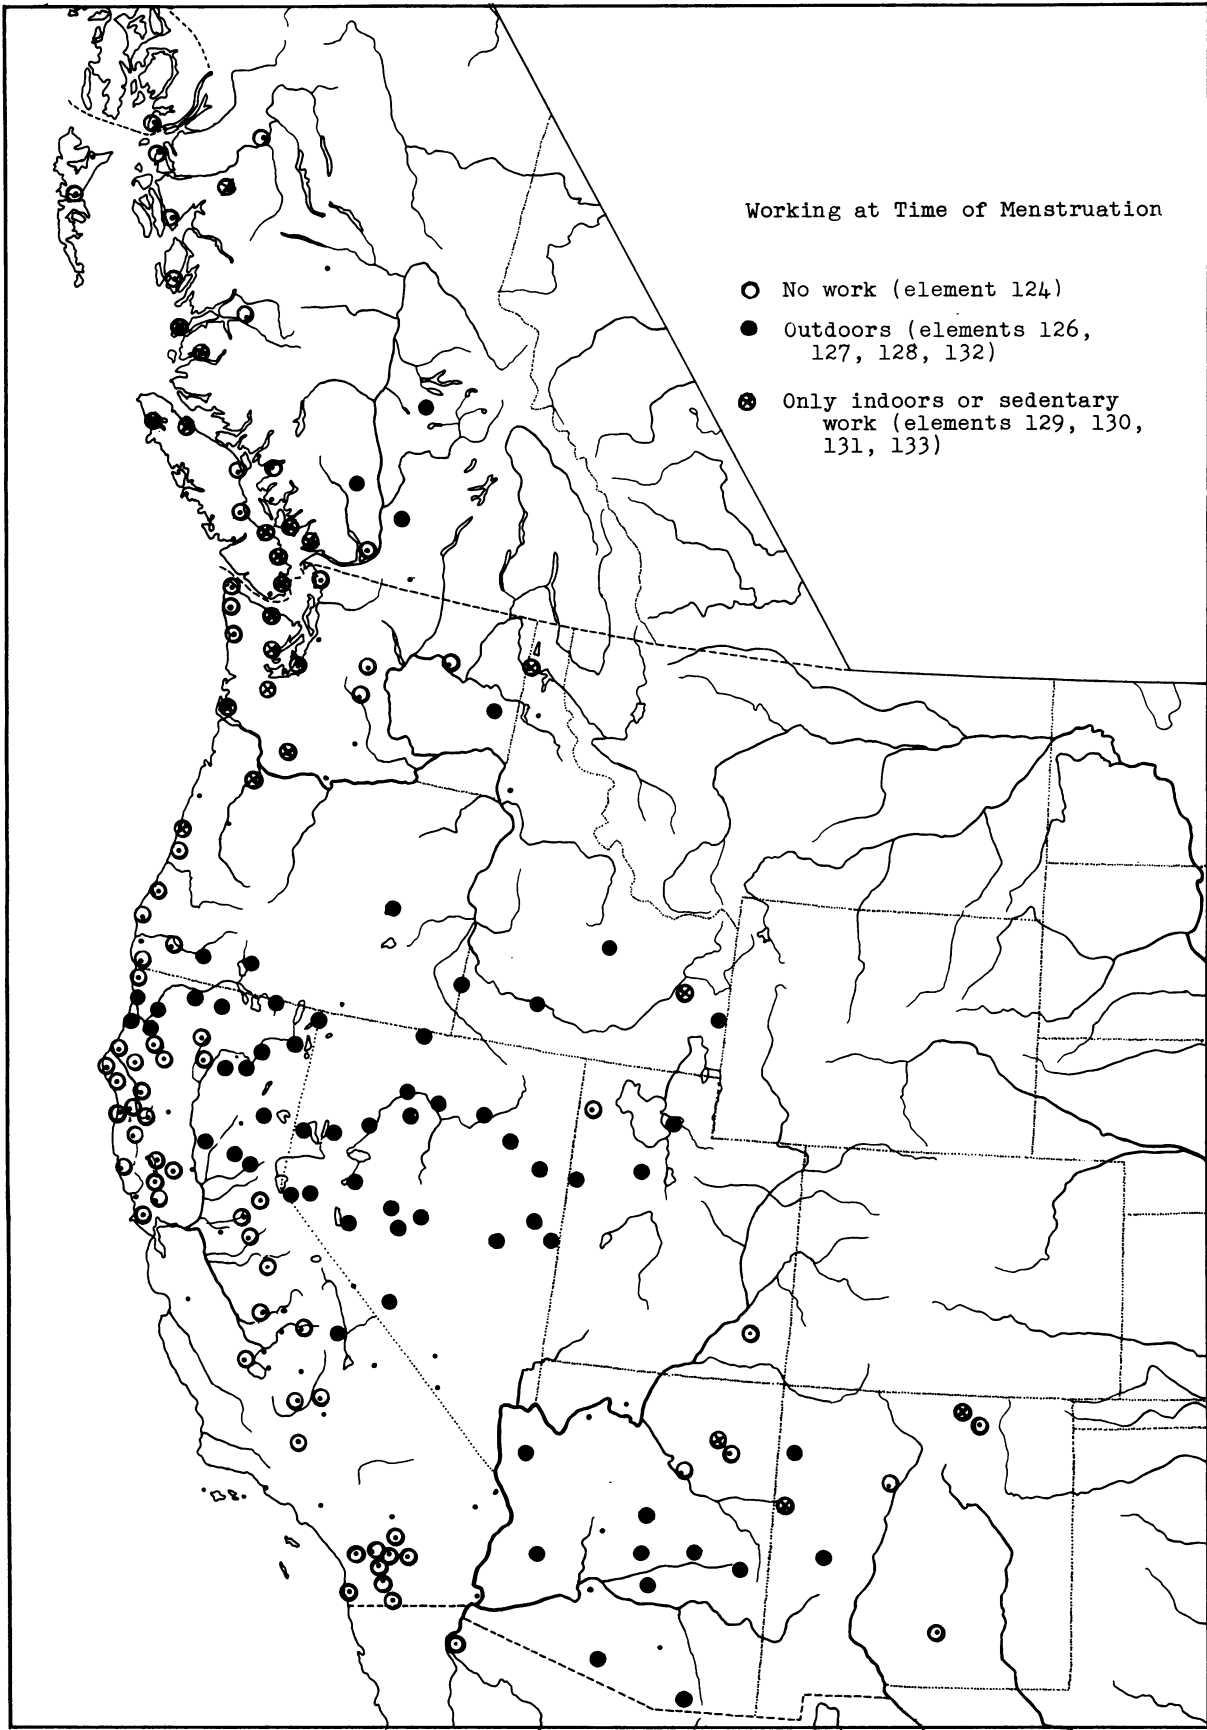 Working at Time of Menstruation
No work (element 124)
Outdoors (elements 126,
127, 128, 132)
Only indoors or sedentary
work (elements 129, 130,
131, 133)